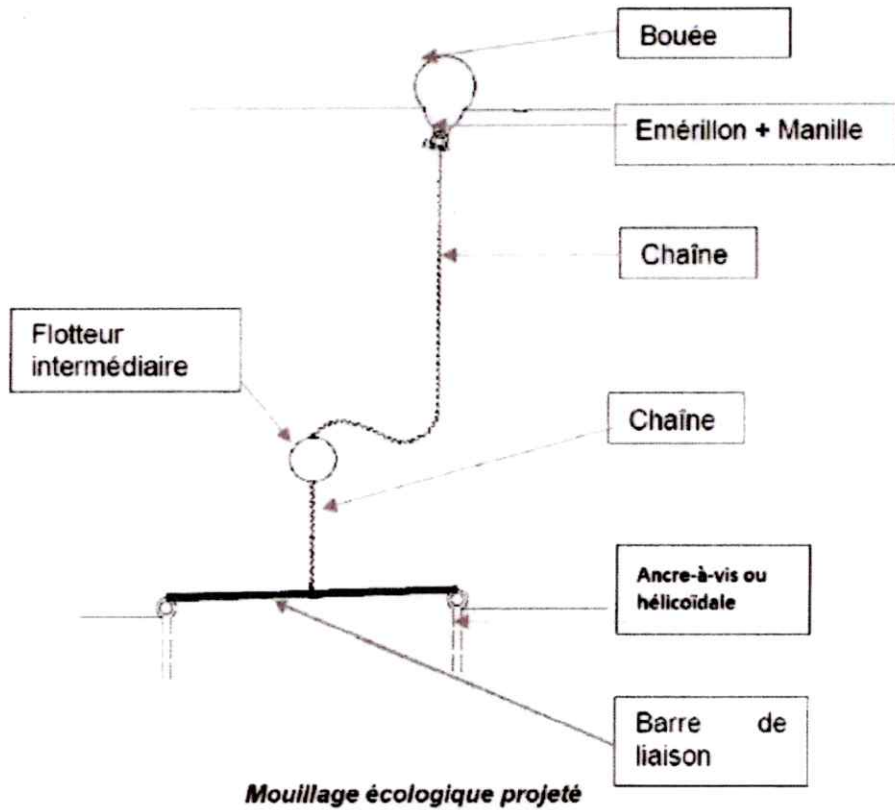 Bouée
Emérillon + Manille
Chaîne
Flotteur
intermédiaire
Chaîne
Ancre-à-vis ou
hélicoïdale
Barre de
liaison
Mouillage écologique projeté